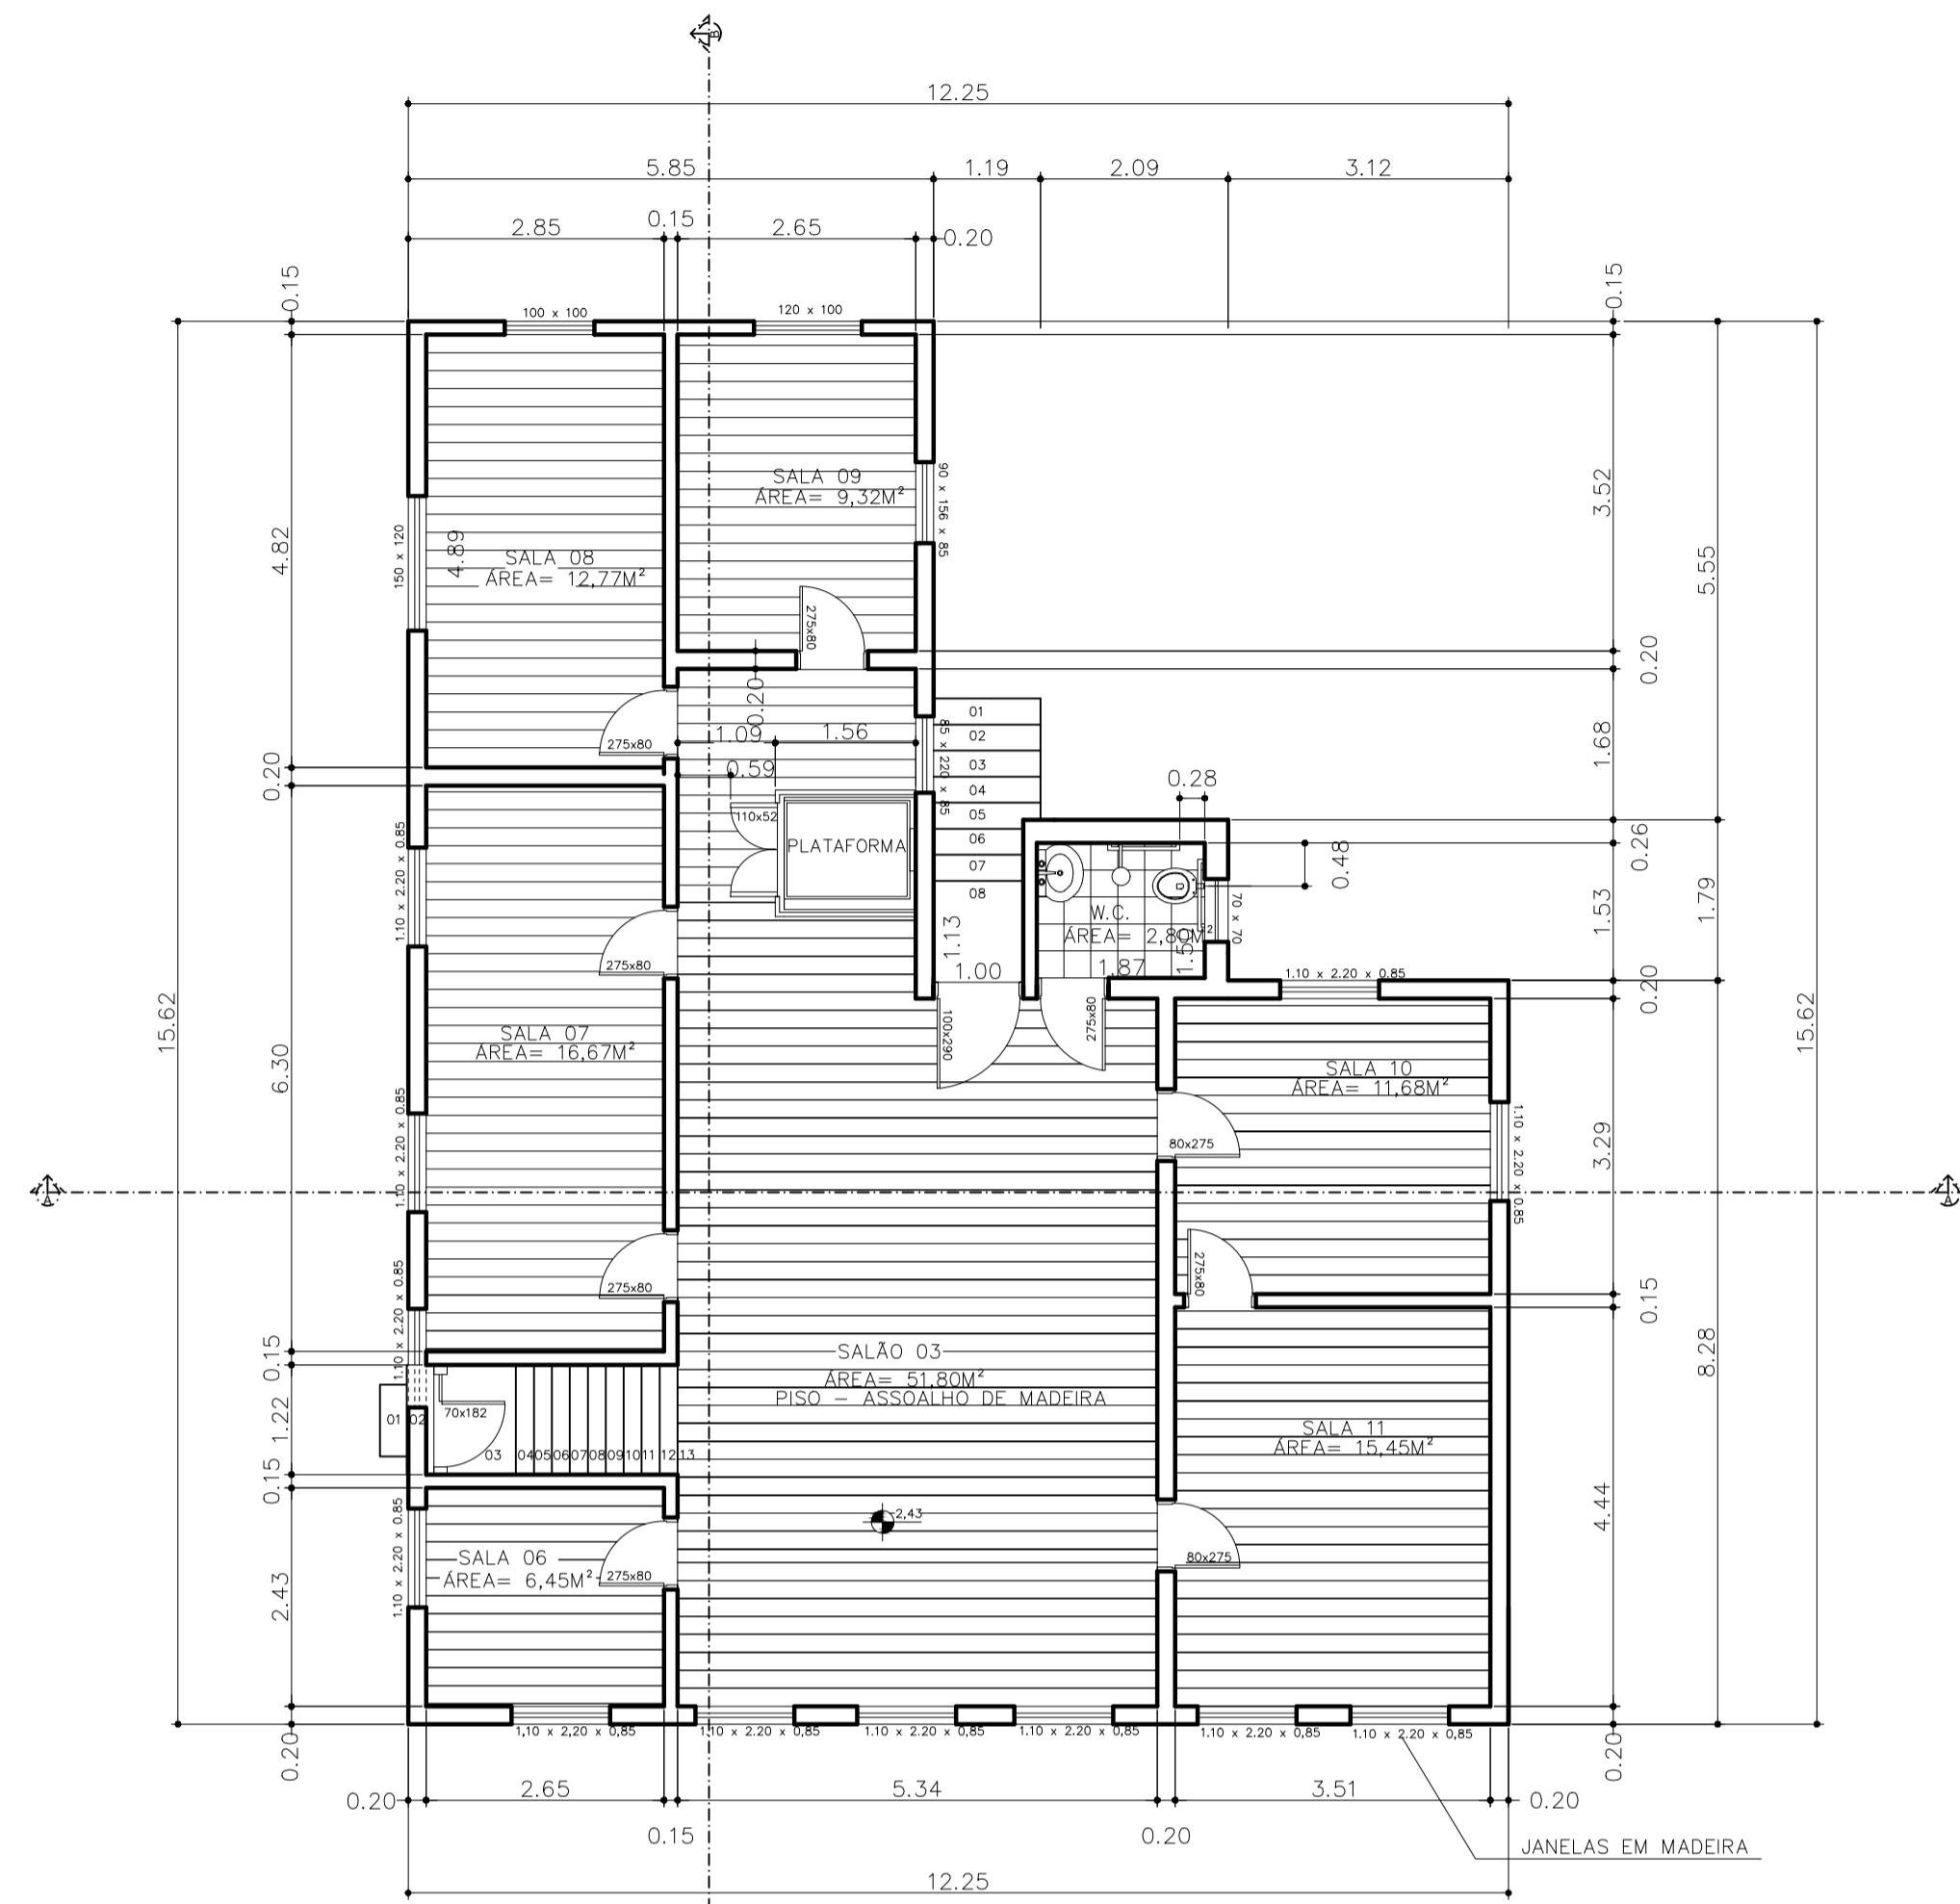 B
12.25
5.85 1.19 2.09 3.12
2.85 0.15 2.65 0.20
0.15
0.15
100 x 100
120 x 100
SALA 09
ÁREA= 9,32M²
90 x 156 x 85
3.52
4.82
150 x 120
4.89
SALA 08
ÁREA= 12,77M²
5.55
275x80
0.20
0.20
275x80
1.09
1.56
0.59
85 x 220 x 85
01
02
03
04
05
06
07
08
1.68
0.20
0.28
110x52
PLATAFORMA
0.48
0.26
1.10 x 2.20 x 0.85
W.C.
ÁREA= 2,80M²
70 x 70
1.53
1.79
1.13
1.00
1.87
1.50
275x80
1.10 x 2.20 x 0.85
0.20
15.62
15.62
SALA 07
ÁREA= 16,67M²
100x290
275x80
SALA 10
ÁREA= 11,68M²
6.30
1.10 x 2.20 x 0.85
80x275
1.10 x 2.20 x 0.85
3.29
A
A
275x80
275x80
1.10 x 2.20 x 0.85
0.15
0.15
8.28
SALÃO 03
ÁREA= 51,80M²
PISO - ASSOALHO DE MADEIRA
01 02
70x182
03 04 05 06 07 08 09 10 11 12 13
1.22
0.15
SALA 11
ÁREA= 15,45M²
4.44
2,43
1.10 x 2.20 x 0.85
SALA 06
ÁREA= 6,45M²
275x80
80x275
2.43
1,10 x 2,20 x 0,85
1.10 x 2.20 x 0,85
1.10 x 2.20 x 0,85
1.10 x 2.20 x 0,85
1.10 x 2.20 x 0,85
1.10 x 2.20 x 0,85
0.20
0.20
0.20 2.65 5.34 3.51 0.20
0.15 0.20
JANELAS EM MADEIRA
12.25